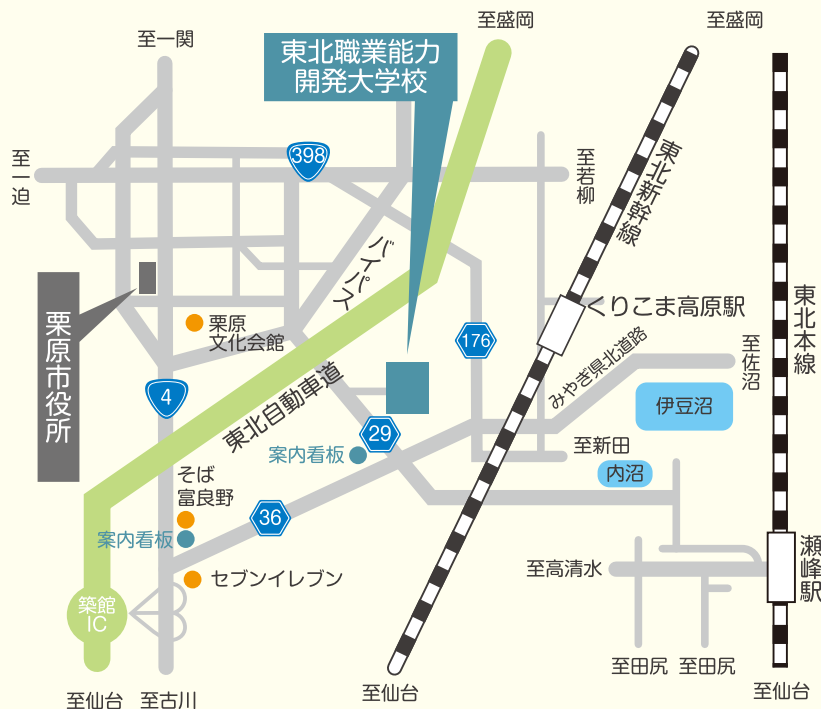 至盛岡
至盛岡
至一関
東北職業能力
開発大学校
398
至一迫
至若柳
東北新幹線
バイパス
くりこま高原駅
東北本線
栗原市役所
栗原
文化会館
176
みやぎ県北道路
至佐沼
4
東北自動車道
伊豆沼
29
案内看板
至新田
内沼
そば
富良野
36
案内看板
セブンイレブン
至高清水
瀬峰駅
築館
IC
至田尻
至田尻
至仙台
至古川
至仙台
至仙台